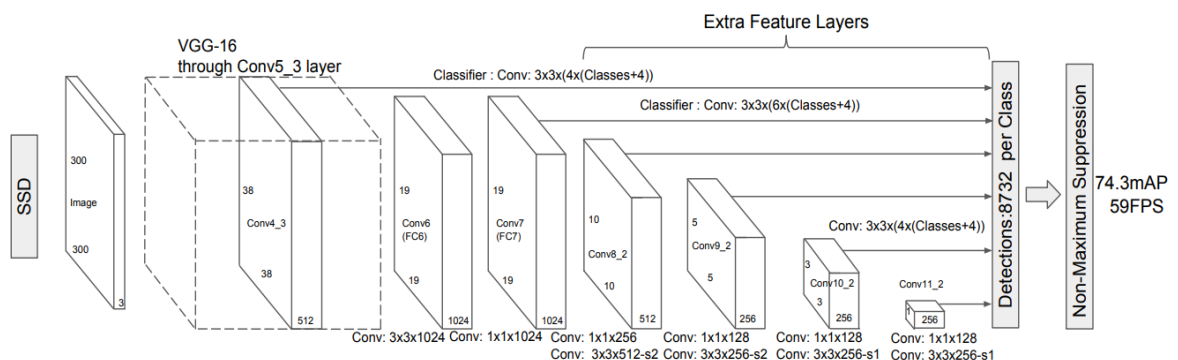 Extra Feature Layers
VGG-16
through Conv5_3 layer
Classifier : Conv: 3x3x(4x(Classes+4))
Classifier : Conv: 3x3x(6x(Classes+4))
SSD
300
Image
300
3
38
Conv4_3
38
512
19
Conv6
(FC6)
19
1024
19
Conv7
(FC7)
19
1024
10
Conv8_2
10
512
5
Conv9_2
5
256
Conv: 3x3x(4x(Classes+4))
3
Conv10_2
3
256
Conv11_2
1
256
Detections:8732 per Class
Non-Maximum Suppression
74.3mAP
59FPS
Conv: 3x3x1024
Conv: 1x1x1024
Conv: 1x1x256
Conv: 3x3x512-s2
Conv: 1x1x128
Conv: 3x3x256-s2
Conv: 1x1x128
Conv: 3x3x256-s1
Conv: 1x1x128
Conv: 3x3x256-s1